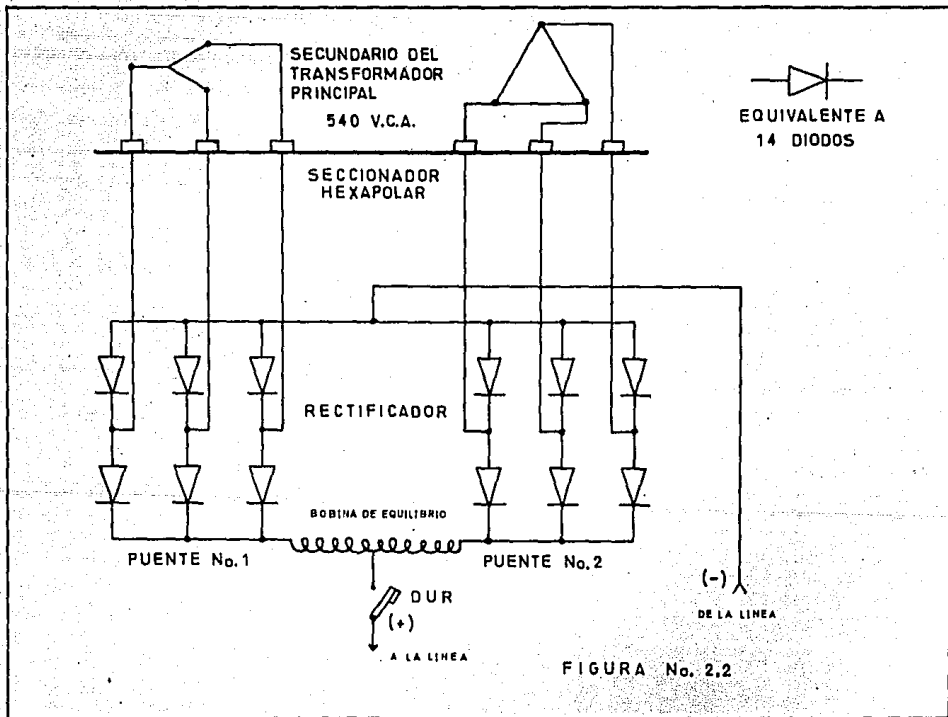 SECUNDARIO DEL
TRANSFORMADOR
PRINCIPAL
540 V.C.A.
EQUIVALENTE A
14 DIODOS
SECCIONADOR
HEXAPOLAR
RECTIFICADOR
BOBINA DE EQUILIBRIO
PUENTE No.1
PUENTE No.2
DUR
(+)
A LA LINEA
(-)
DE LA LINEA
FIGURA No. 2,2